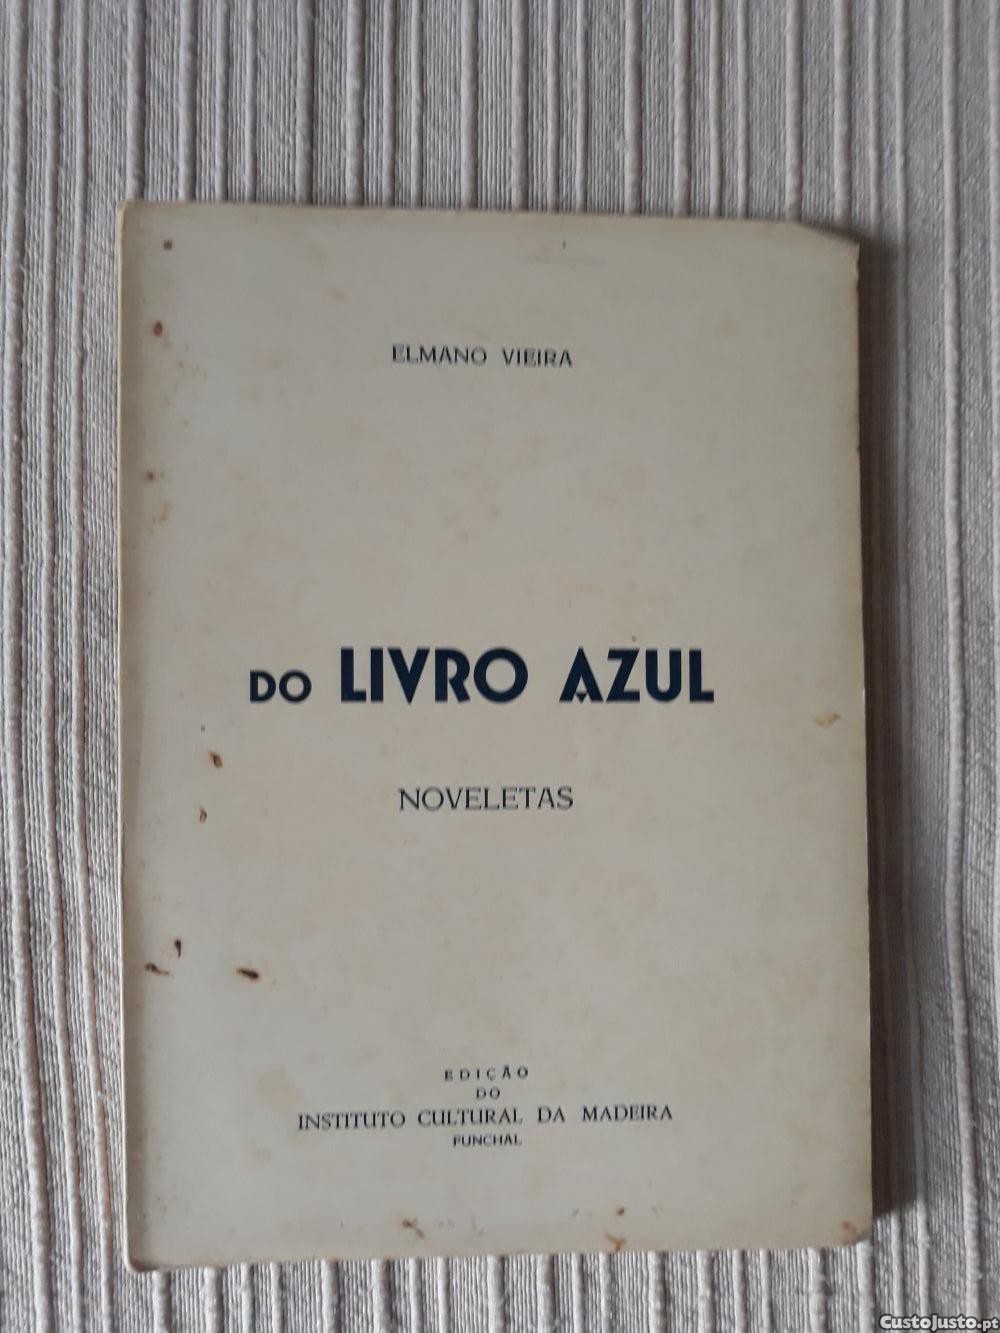 ELMANO VIEIRA
DO LIVRO AZUL
NOVELETAS
EDIÇÃO
DO
INSTITUTO CULTURAL DA MADEIRA
FUNCHAL
CustoJusto.pt